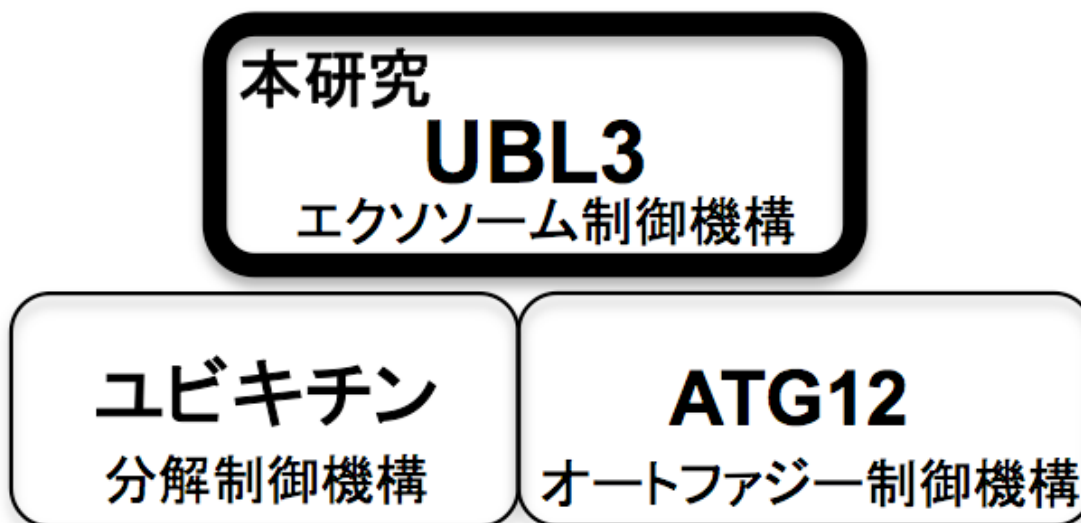 本研究
UBL3
エクソソーム制御機構
ユビキチン
分解制御機構
ATG12
オートファジー制御機構